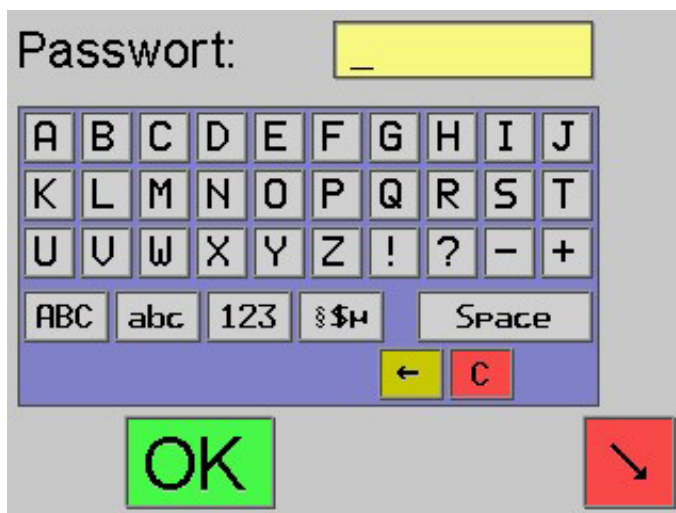 Passwort: _
A B C D E F G H I J
K L M N O P Q R S T
U V W X Y Z ! ? - +
ABC abc 123 §$µ Space
← C
OK ↘